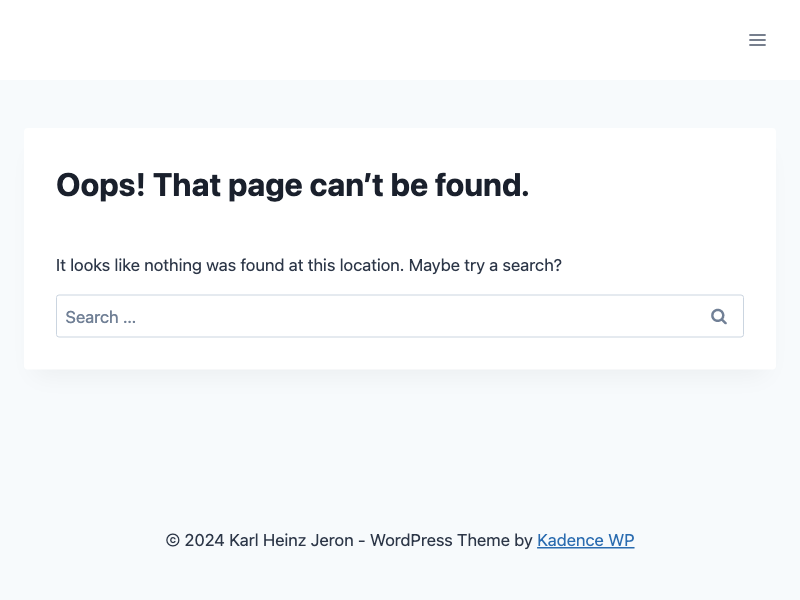 Oops! That page can’t be found.
It looks like nothing was found at this location. Maybe try a search?
Search ...
© 2024 Karl Heinz Jeron - WordPress Theme by Kadence WP